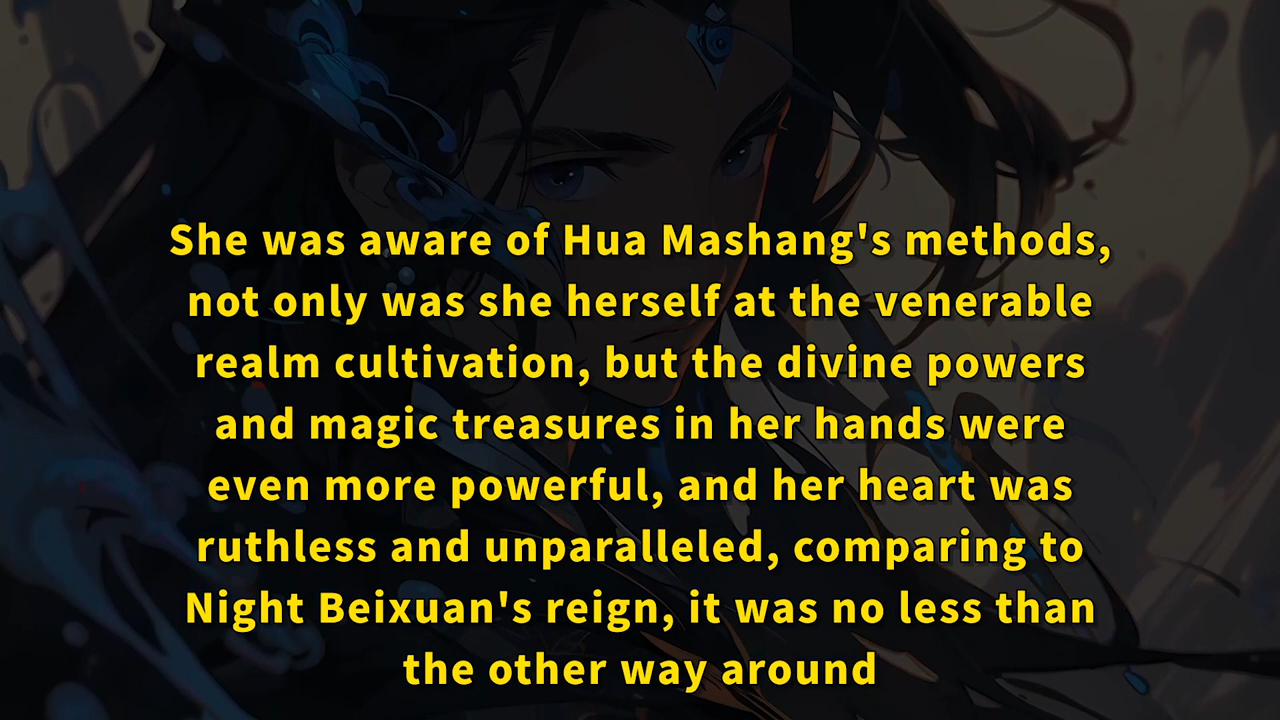 She was aware of Hua Mashang's methods,
not only was she herself at the venerable
realm cultivation, but the divine powers
and magic treasures in her hands were
even more powerful, and her heart was
ruthless and unparalleled, comparing to
Night Beixuan's reign, it was no less than
the other way around